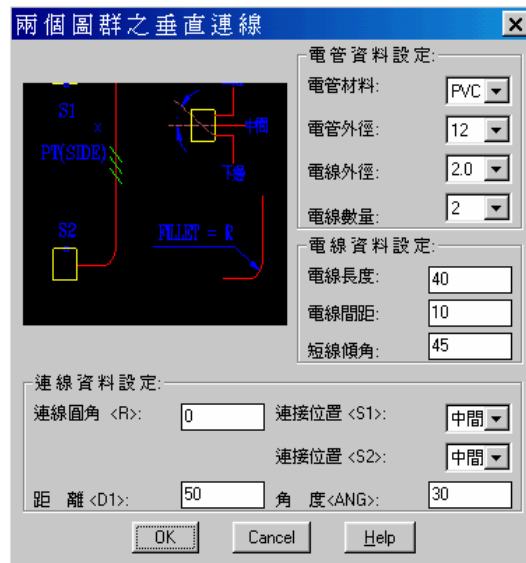 兩個圖群之垂直連線
S1
PT(SIDE)
S2
中間
下邊
FILLET = R
電管資料設定:
電管材料: PVC
電管外徑: 12
電線外徑: 2.0
電線數量: 2
電線資料設定:
電線長度: 40
電線間距: 10
短線傾角: 45
連線資料設定:
連線圓角 <R>: 0 連接位置 <S1>: 中間
連接位置 <S2>: 中間
距 離<D1>: 50 角 度<ANG>: 30
OK Cancel Help